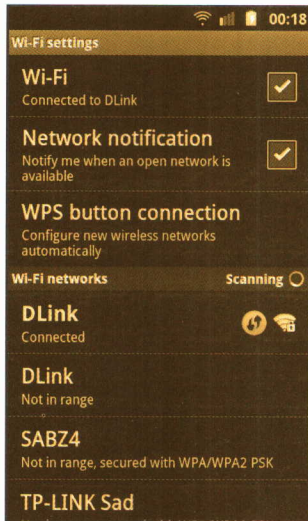 00:18
Wi-Fi settings
Wi-Fi
Connected to DLink
Network notification
Notify me when an open network is
available
WPS button connection
Configure new wireless networks
automatically
Wi-Fi networks Scanning
DLink
Connected
DLink
Not in range
SABZ4
Not in range, secured with WPA/WPA2 PSK
TP-LINK Sad